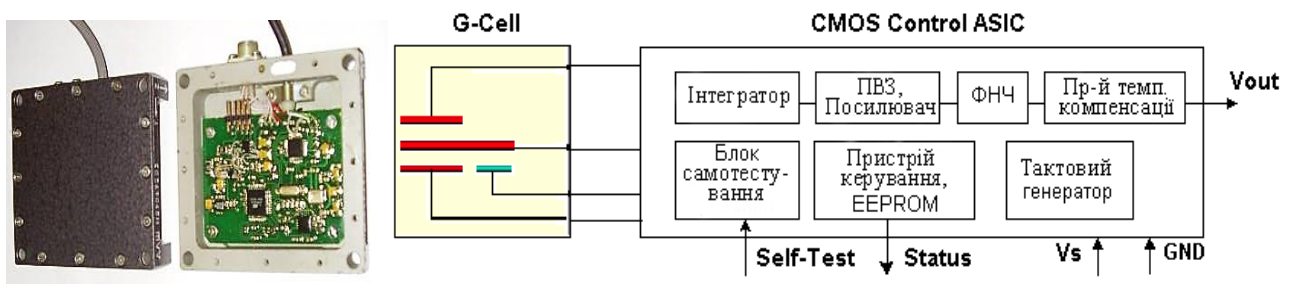 G-Cell
CMOS Control ASIC
Інтегратор
ПВЗ,
Посилювач
ФНЧ
Пр-й темп.
компенсації
Vout
Блок
самотесту-
вання
Пристрій
керування,
EEPROM
Тактовий
генератор
Self-Test
Status
Vs
GND